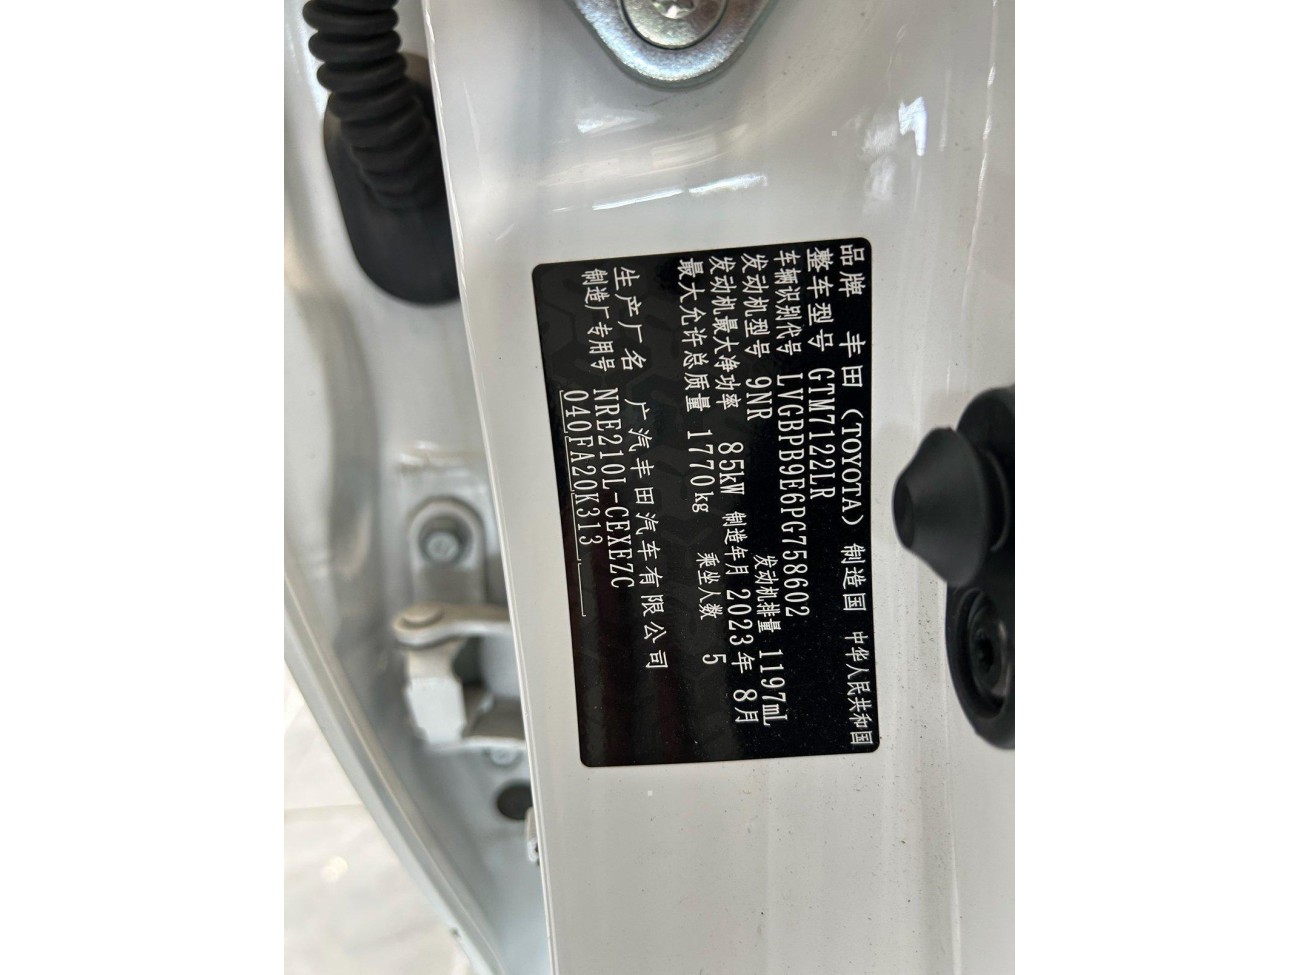 品牌 丰田（TOYOTA） 制造国 中华人民共和国
整车型号 GTM7122LR
车辆识别代号 LVGBPB9E6PG758602
发动机型号 9NR 发动机排量 1197mL
发动机最大净功率 85kW 制造年月 2023年 8月
最大允许总质量 1770kg 乘坐人数 5
生产厂名 广汽丰田汽车有限公司
制造厂专用号 NRE210L-CEXEZC
040FA20K313